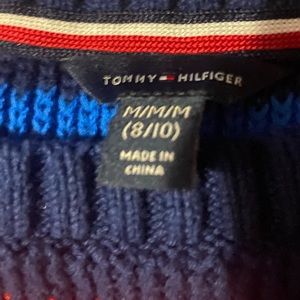 TOMMY HILFIGER
M/M/M
(8/10)
MADE IN
CHINA